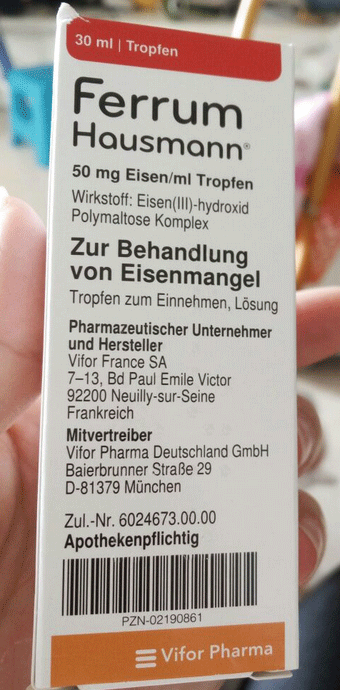 30 ml | Tropfen
Ferrum
Hausmann®
50 mg Eisen/ml Tropfen
Wirkstoff: Eisen(III)-hydroxid
Polymaltose Komplex
Zur Behandlung
von Eisenmangel
Tropfen zum Einnehmen, Lösung
Pharmazeutischer Unternehmer
und Hersteller
Vifor France SA
7–13, Bd Paul Emile Victor
92200 Neuilly-sur-Seine
Frankreich
Mitvertreiber
Vifor Pharma Deutschland GmbH
Baierbrunner Straße 29
D-81379 München
Zul.-Nr. 6024673.00.00
Apothekenpflichtig
PZN-02190861
Vifor Pharma